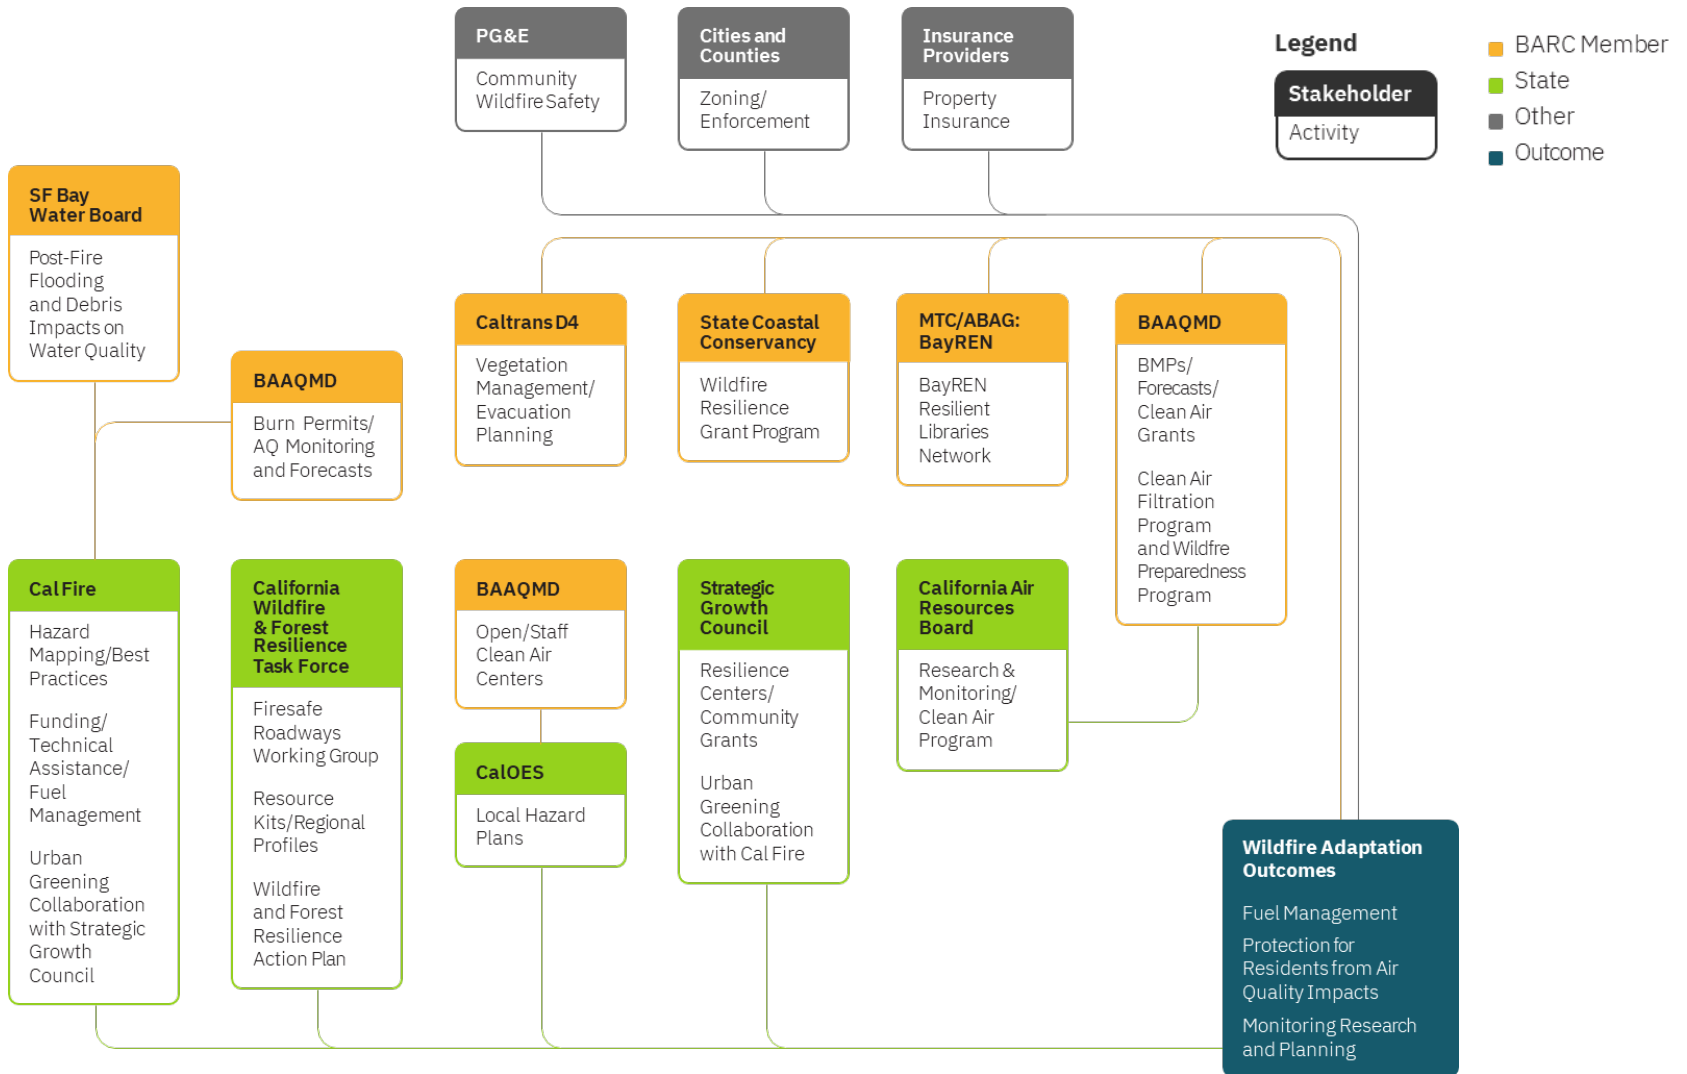 PG&E
Community
Wildfire Safety
Cities and
Counties
Zoning/
Enforcement
Insurance
Providers
Property
Insurance
Legend
Stakeholder
Activity
BARC Member
State
Other
Outcome
SF Bay
Water Board
Post-Fire
Flooding
and Debris
Impacts on
Water Quality
BAAQMD
Burn Permits/
AQ Monitoring
and Forecasts
Caltrans D4
Vegetation
Management/
Evacuation
Planning
State Coastal
Conservancy
Wildfire
Resilience
Grant Program
MTC/ABAG:
BayREN
BayREN
Resilient
Libraries
Network
BAAQMD
BMPs/
Forecasts/
Clean Air
Grants
Clean Air
Filtration
Program
and Wildfre
Preparedness
Program
Cal Fire
Hazard
Mapping/Best
Practices
Funding/
Technical
Assistance/
Fuel
Management
Urban
Greening
Collaboration
with Strategic
Growth
Council
California
Wildfire
& Forest
Resilience
Task Force
Firesafe
Roadways
Working Group
Resource
Kits/Regional
Profiles
Wildfire
and Forest
Resilience
Action Plan
BAAQMD
Open/Staff
Clean Air
Centers
CalOES
Local Hazard
Plans
Strategic
Growth
Council
Resilience
Centers/
Community
Grants
Urban
Greening
Collaboration
with Cal Fire
California Air
Resources
Board
Research &
Monitoring/
Clean Air
Program
Wildfire Adaptation
Outcomes
Fuel Management
Protection for
Residents from Air
Quality Impacts
Monitoring Research
and Planning